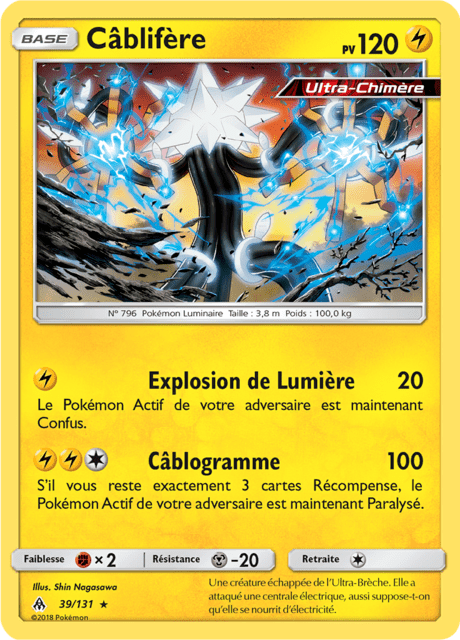 BASE Câblifère PV 120
Ultra-Chimère
N° 796 Pokémon Luminaire Taille : 3,8 m Poids : 100,0 kg
Explosion de Lumière 20
Le Pokémon Actif de votre adversaire est maintenant
Confus.
Câblogramme 100
S'il vous reste exactement 3 cartes Récompense, le
Pokémon Actif de votre adversaire est maintenant Paralysé.
Faiblesse × 2 Résistance -20 Retraite
Illus. Shin Nagasawa
39/131 ★
©2018 Pokémon
Une créature échappée de l'Ultra-Brèche. Elle a
attaqué une centrale électrique, aussi suppose-t-on
qu'elle se nourrit d'électricité.